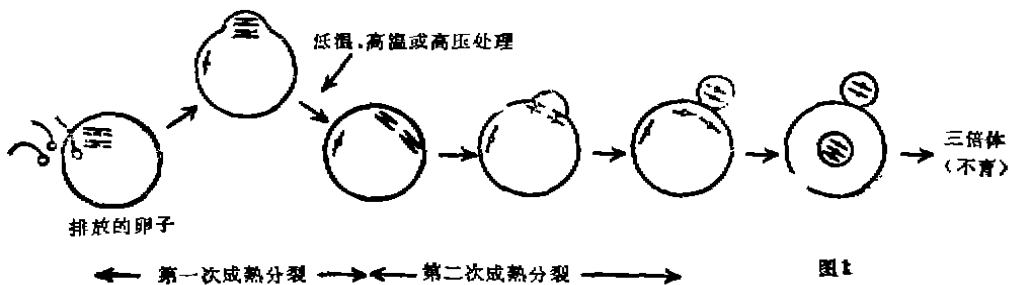 低温、高温或高压处理
三倍体
(不育)
排放的卵子
第一次成熟分裂
第二次成熟分裂
图1